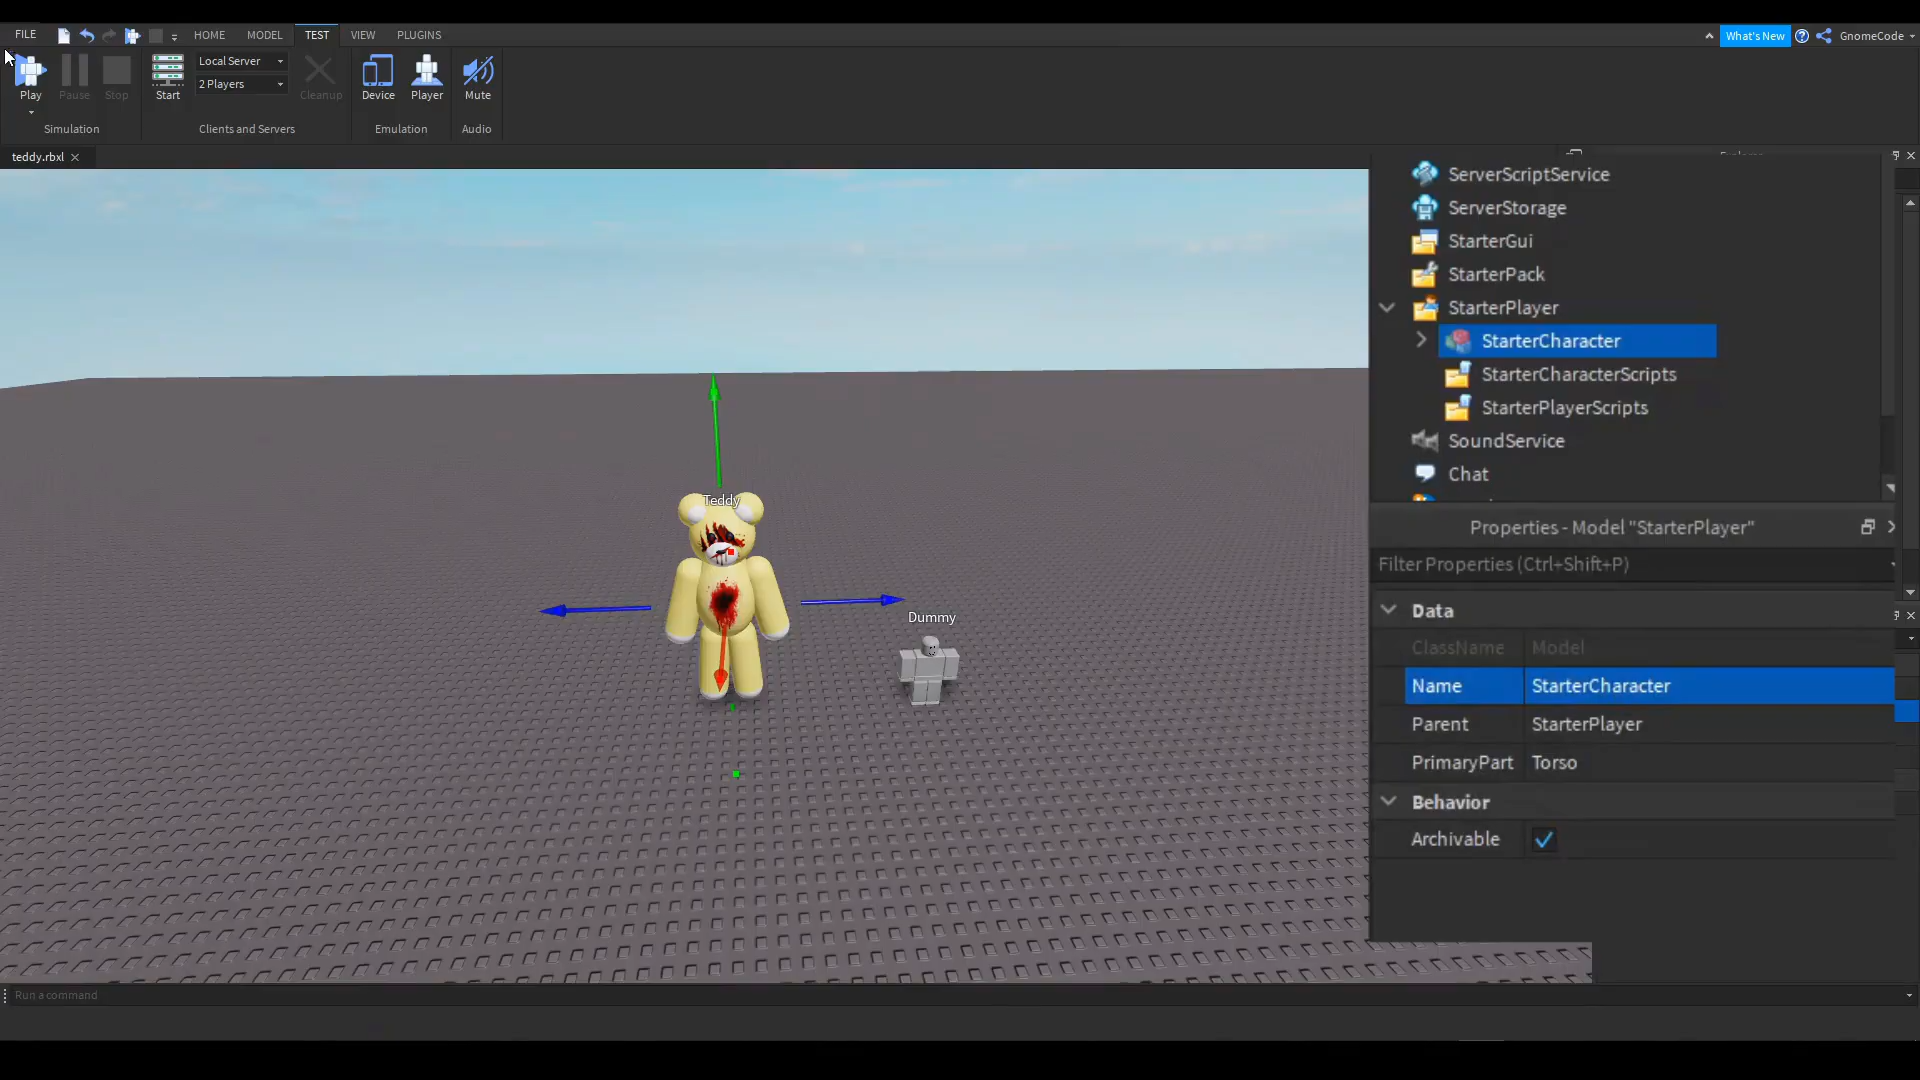 FILE
HOME
MODEL
TEST
VIEW
PLUGINS
What's New
GnomeCode
Play
Pause
Stop
Start
Local Server
2 Players
Cleanup
Device
Player
Mute
Simulation
Clients and Servers
Emulation
Audio
teddy.rbxl
ServerScriptService
ServerStorage
StarterGui
StarterPack
StarterPlayer
StarterCharacter
StarterCharacterScripts
StarterPlayerScripts
SoundService
Chat
Teddy
Dummy
Properties - Model "StarterPlayer"
Filter Properties (Ctrl+Shift+P)
Data
ClassName Model
Name StarterCharacter
Parent StarterPlayer
PrimaryPart Torso
Behavior
Archivable
Run a command